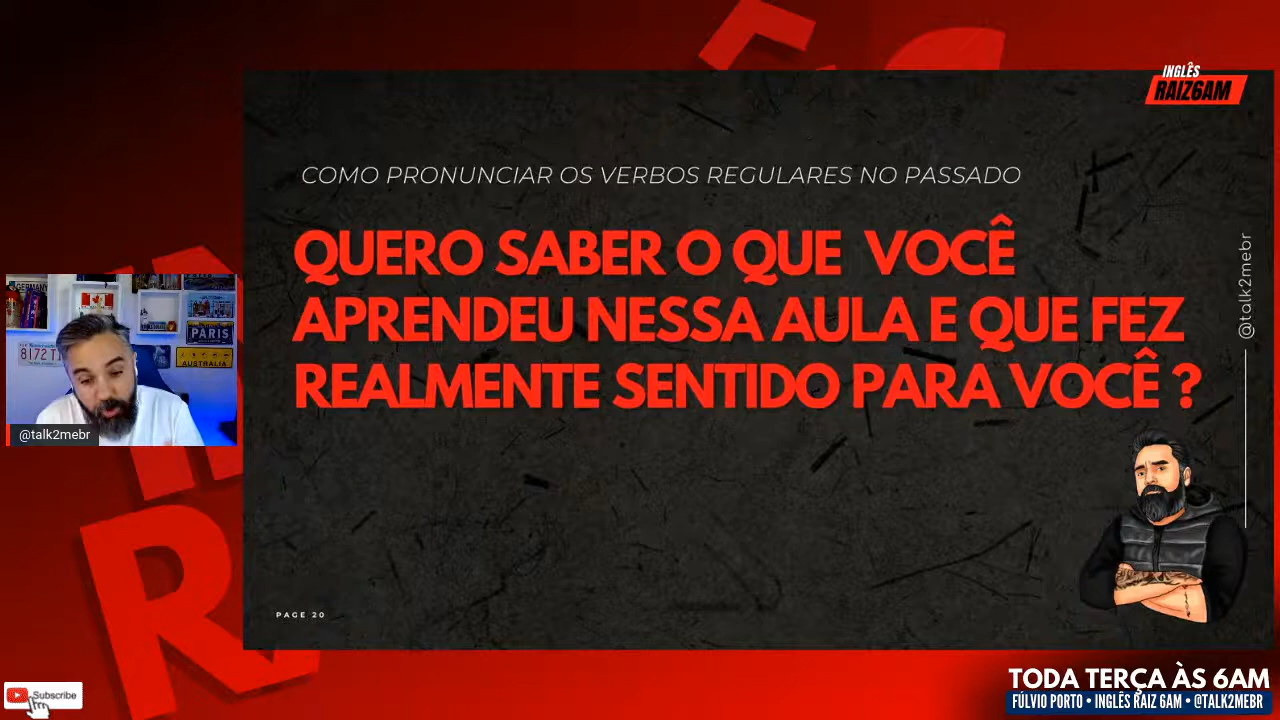 INGLÊS
RAIZ6AM
COMO PRONUNCIAR OS VERBOS REGULARES NO PASSADO
QUERO SABER O QUE VOCÊ
APRENDEU NESSA AULA E QUE FEZ
REALMENTE SENTIDO PARA VOCÊ ?
@talk2mebr
PARIS
8172 T
AUSTRALIA
@talk2mebr
PAGE 20
Subscribe
TODA TERÇA ÀS 6AM
FÚLVIO PORTO • INGLÊS RAIZ 6AM • @TALK2MEBR